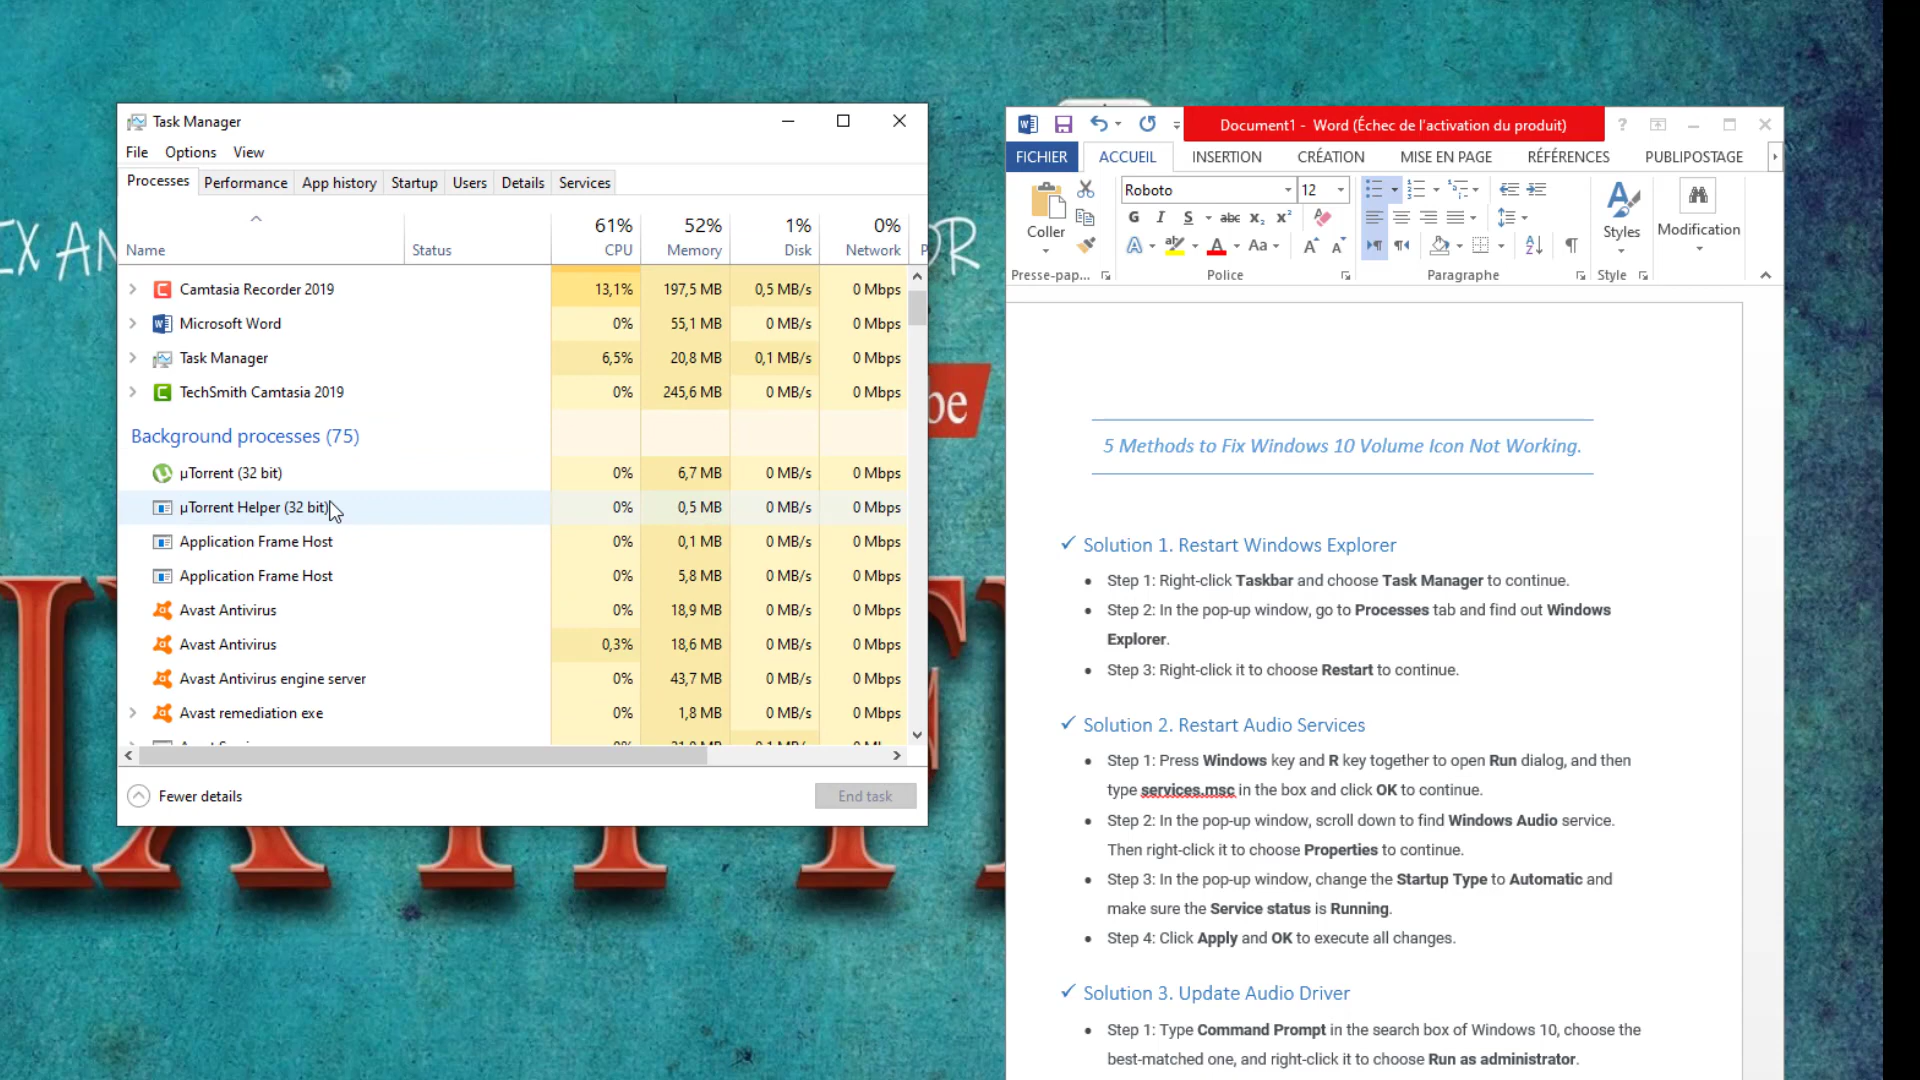 Task Manager
File Options View
Processes Performance App history Startup Users Details Services
61% 52% 1% 0%
Name Status CPU Memory Disk Network P
Camtasia Recorder 2019 13,1% 197,5 MB 0,5 MB/s 0 Mbps
Microsoft Word 0% 55,1 MB 0 MB/s 0 Mbps
Task Manager 6,5% 20,8 MB 0,1 MB/s 0 Mbps
TechSmith Camtasia 2019 0% 245,6 MB 0 MB/s 0 Mbps
Background processes (75)
µTorrent (32 bit) 0% 6,7 MB 0 MB/s 0 Mbps
µTorrent Helper (32 bit) 0% 0,5 MB 0 MB/s 0 Mbps
Application Frame Host 0% 0,1 MB 0 MB/s 0 Mbps
Application Frame Host 0% 5,8 MB 0 MB/s 0 Mbps
Avast Antivirus 0% 18,9 MB 0 MB/s 0 Mbps
Avast Antivirus 0,3% 18,6 MB 0 MB/s 0 Mbps
Avast Antivirus engine server 0% 43,7 MB 0 MB/s 0 Mbps
Avast remediation exe 0% 1,8 MB 0 MB/s 0 Mbps
Fewer details End task
be
Document1 - Word (Échec de l'activation du produit)
FICHIER ACCUEIL INSERTION CRÉATION MISE EN PAGE RÉFÉRENCES PUBLIPOSTAGE
Roboto 12
Coller G I S abc X₂ X² Styles Modification
A A Aa A A
Presse-pap... Police Paragraphe Style
5 Methods to Fix Windows 10 Volume Icon Not Working.
✓ Solution 1. Restart Windows Explorer
• Step 1: Right-click Taskbar and choose Task Manager to continue.
• Step 2: In the pop-up window, go to Processes tab and find out Windows
Explorer.
• Step 3: Right-click it to choose Restart to continue.
✓ Solution 2. Restart Audio Services
• Step 1: Press Windows key and R key together to open Run dialog, and then
type services.msc in the box and click OK to continue.
• Step 2: In the pop-up window, scroll down to find Windows Audio service.
Then right-click it to choose Properties to continue.
• Step 3: In the pop-up window, change the Startup Type to Automatic and
make sure the Service status is Running.
• Step 4: Click Apply and OK to execute all changes.
✓ Solution 3. Update Audio Driver
• Step 1: Type Command Prompt in the search box of Windows 10, choose the
best-matched one, and right-click it to choose Run as administrator.